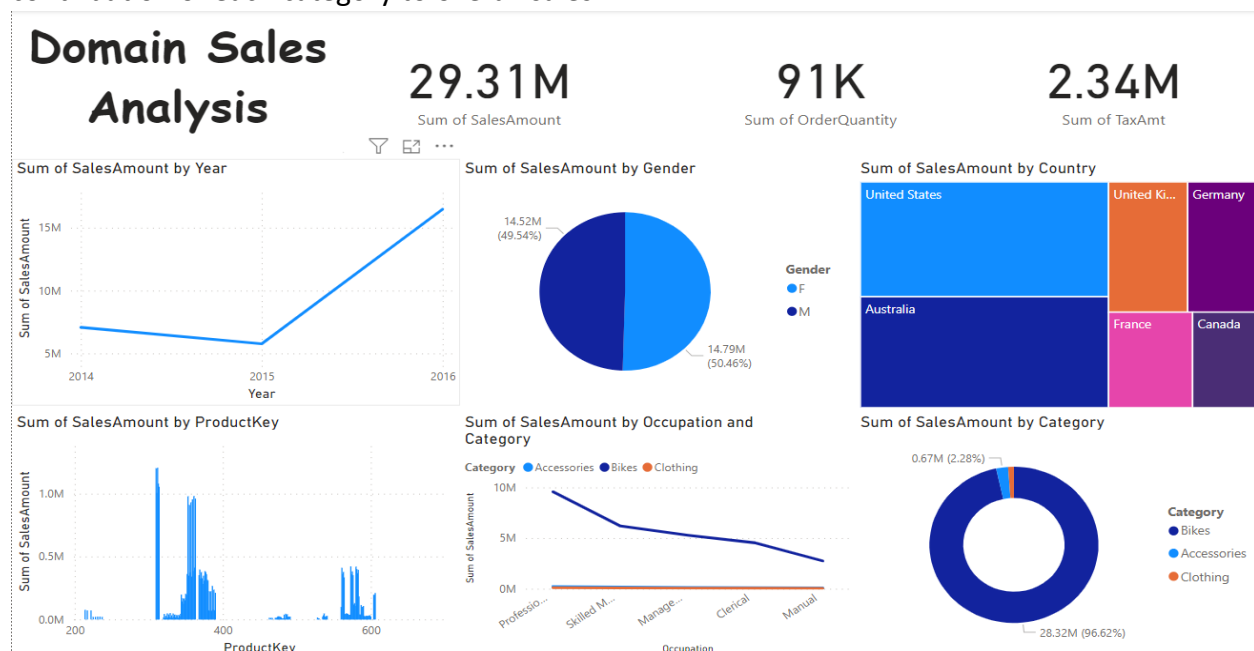 Domain Sales
Analysis
29.31M
Sum of SalesAmount
91K
Sum of OrderQuantity
2.34M
Sum of TaxAmt
Sum of SalesAmount by Year
Sum of SalesAmount
15M
10M
5M
2014
2015
2016
Year
Sum of SalesAmount by Gender
14.52M
(49.54%)
14.79M
(50.46%)
Gender
F
M
Sum of SalesAmount by Country
United States
United Ki...
Germany
Australia
France
Canada
Sum of SalesAmount by ProductKey
Sum of SalesAmount
1.0M
0.5M
0.0M
200
400
600
ProductKey
Sum of SalesAmount by Occupation and
Category
Category Accessories Bikes Clothing
Sum of SalesAmount
10M
5M
0M
Professio...
Skilled M...
Manage...
Clerical
Manual
Occupation
Sum of SalesAmount by Category
0.67M (2.28%)
28.32M (96.62%)
Category
Bikes
Accessories
Clothing